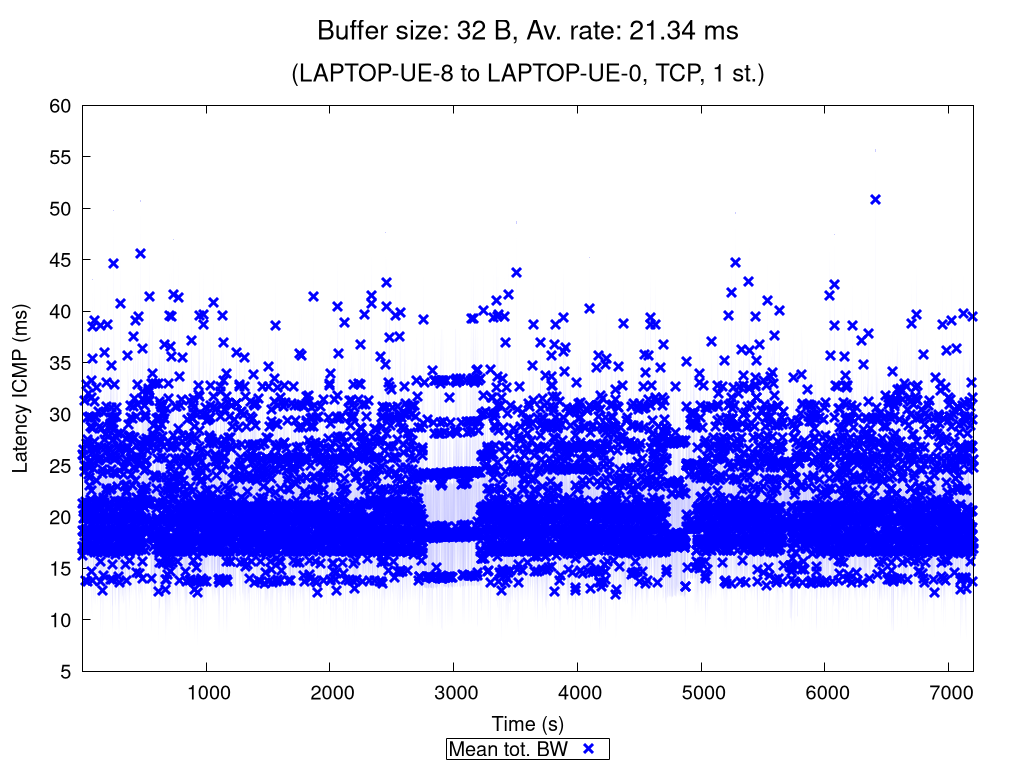 Buffer size: 32 B, Av. rate: 21.34 ms
(LAPTOP-UE-8 to LAPTOP-UE-0, TCP, 1 st.)
60
55
50
45
40
35
30
25
20
15
10
5
Latency ICMP (ms)
1000 2000 3000 4000 5000 6000 7000
Time (s)
Mean tot. BW